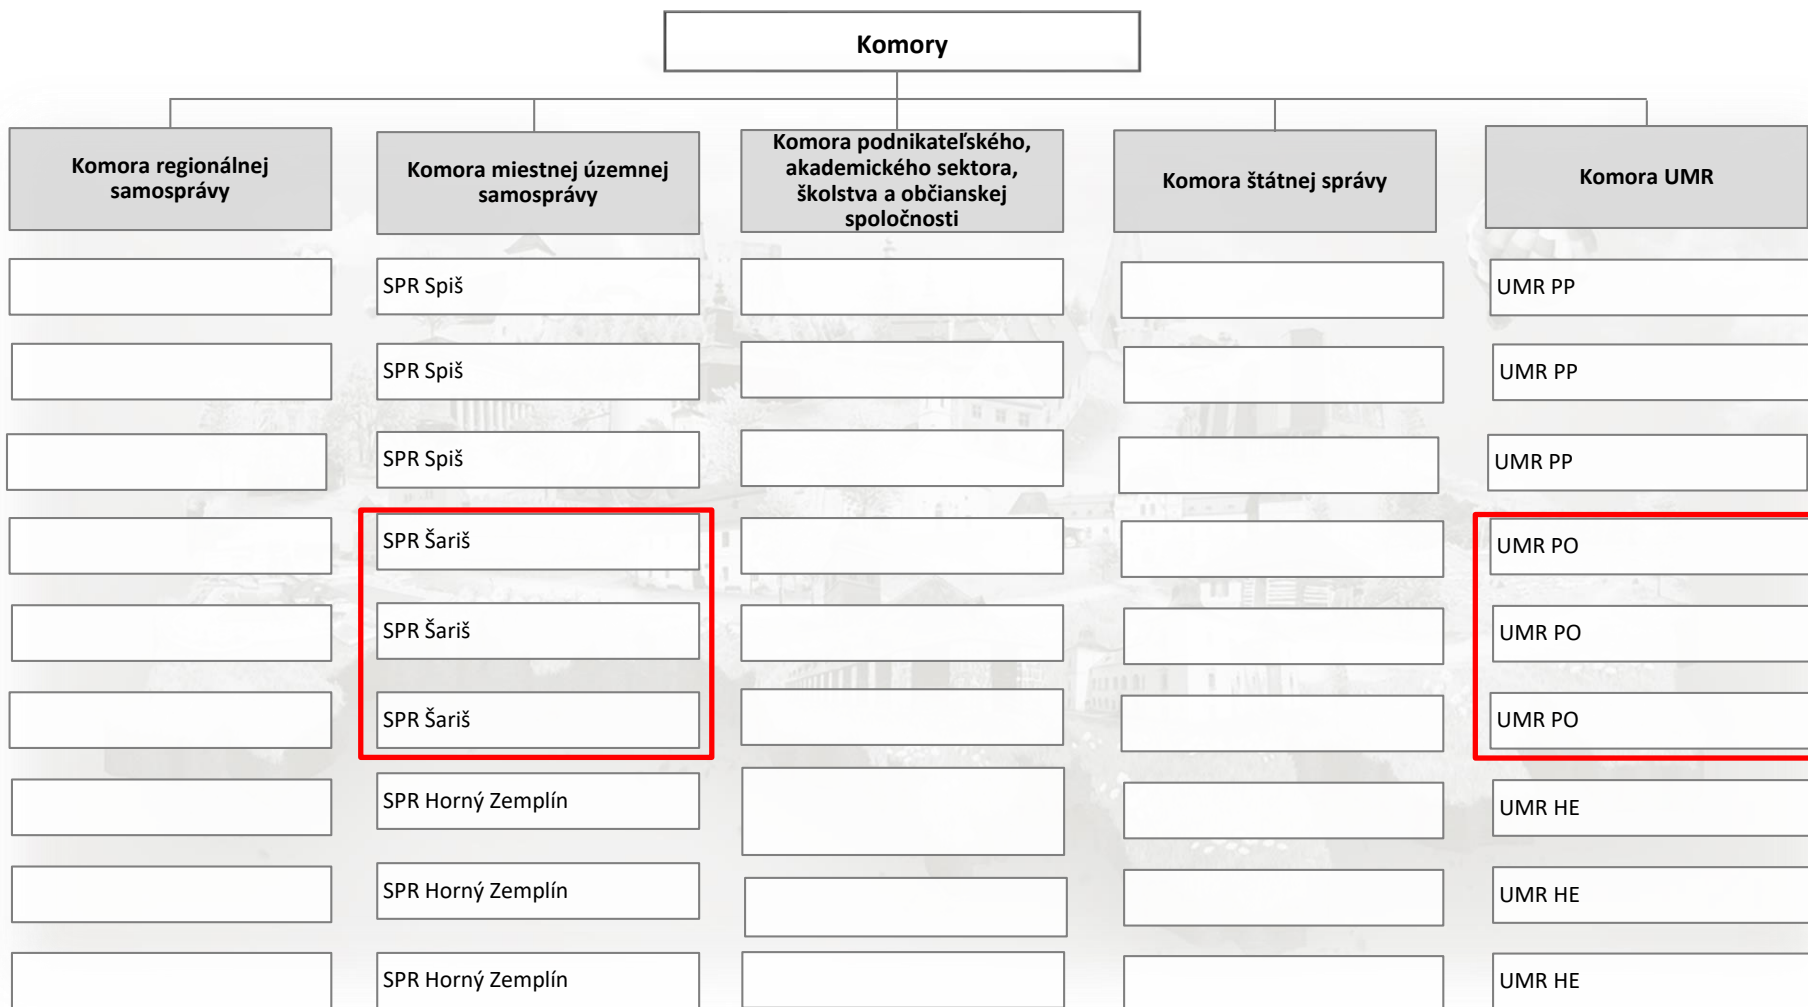 Komory
Komora regionálnej
samosprávy
Komora miestnej územnej
samosprávy
Komora podnikateľského,
akademického sektora,
školstva a občianskej
spoločnosti
Komora štátnej správy
Komora UMR
SPR Spiš
UMR PP
SPR Spiš
UMR PP
SPR Spiš
UMR PP
SPR Šariš
UMR PO
SPR Šariš
UMR PO
SPR Šariš
UMR PO
SPR Horný Zemplín
UMR HE
SPR Horný Zemplín
UMR HE
SPR Horný Zemplín
UMR HE